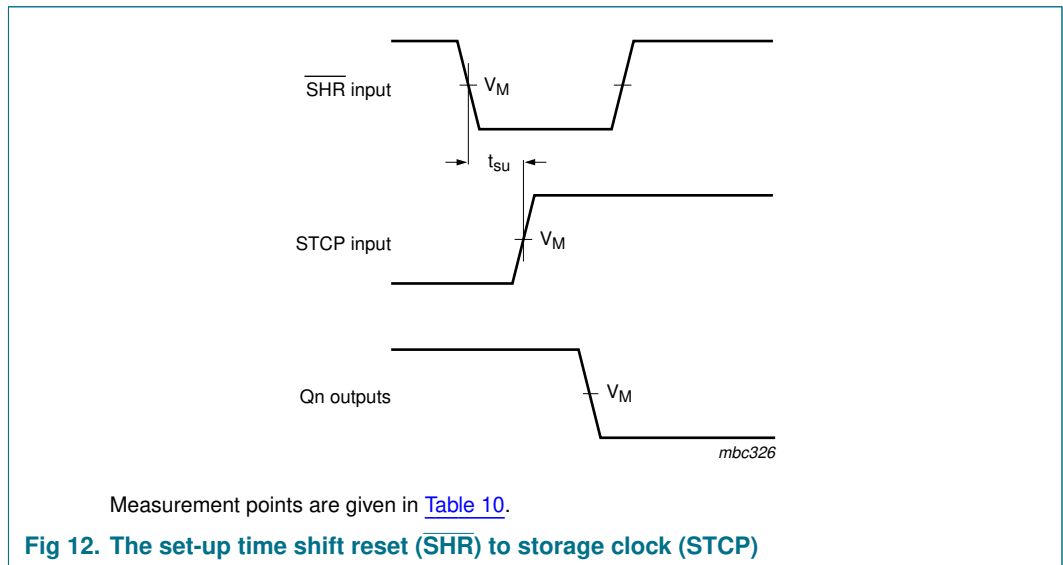 SHR input
VM
tsu
STCP input
VM
Qn outputs
VM
mbc326
Measurement points are given in Table 10.
Fig 12. The set-up time shift reset (SHR) to storage clock (STCP)